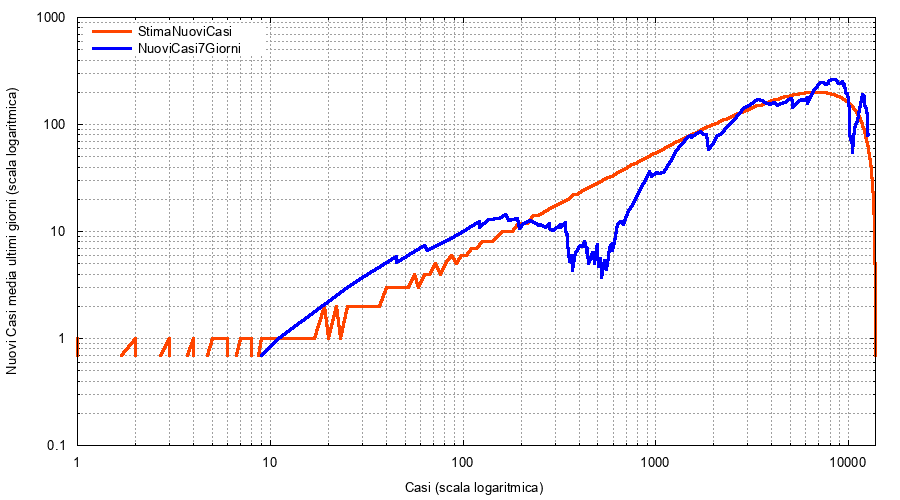 1000
StimaNuoviCasi
NuoviCasi7Giorni
100
10
1
0.1
1 10 100 1000 10000
Nuovi Casi media ultimi giorni (scala logaritmica)
Casi (scala logaritmica)